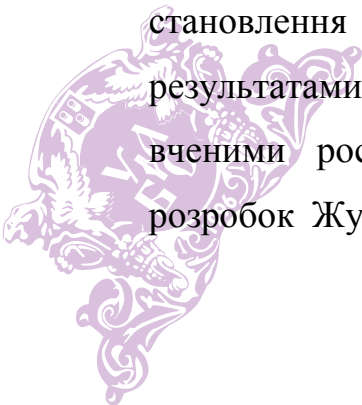 становлення
результатами
вченими рос
розробок Жу